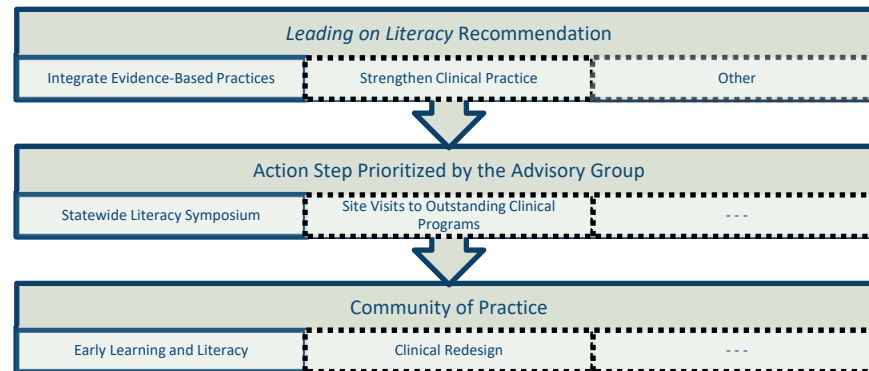 Leading on Literacy Recommendation
Integrate Evidence-Based Practices
Strengthen Clinical Practice
Other
Action Step Prioritized by the Advisory Group
Statewide Literacy Symposium
Site Visits to Outstanding Clinical
Programs
- - -
Community of Practice
Early Learning and Literacy
Clinical Redesign
- - -